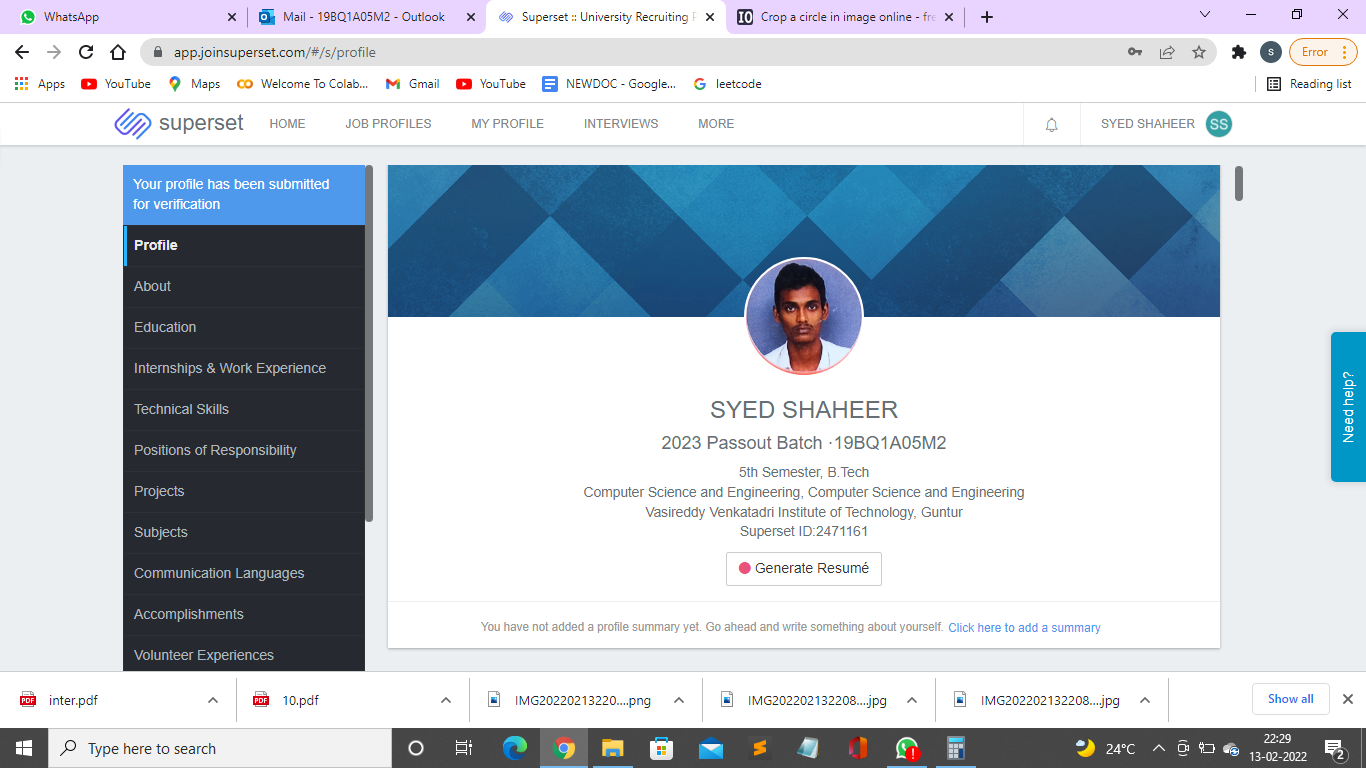 WhatsApp
Mail - 19BQ1A05M2 - Outlook
Superset :: University Recruiting
Crop a circle in image online - fre
app.joinsuperset.com/#/s/profile
S
Error
Apps
YouTube
Maps
Welcome To Colab...
Gmail
YouTube
NEWDOC - Google...
leetcode
Reading list
superset
HOME
JOB PROFILES
MY PROFILE
INTERVIEWS
MORE
SYED SHAHEER
SS
Your profile has been submitted
for verification
Profile
About
Education
Internships & Work Experience
Technical Skills
Positions of Responsibility
Projects
Subjects
Communication Languages
Accomplishments
Volunteer Experiences
SYED SHAHEER
2023 Passout Batch ·19BQ1A05M2
5th Semester, B.Tech
Computer Science and Engineering, Computer Science and Engineering
Vasireddy Venkatadri Institute of Technology, Guntur
Superset ID:2471161
Generate Resumé
You have not added a profile summary yet. Go ahead and write something about yourself. Click here to add a summary
Need help?
inter.pdf
10.pdf
IMG20220213220....png
IMG202202132208....jpg
IMG202202132208....jpg
Show all
Type here to search
24°C
22:29
13-02-2022
2